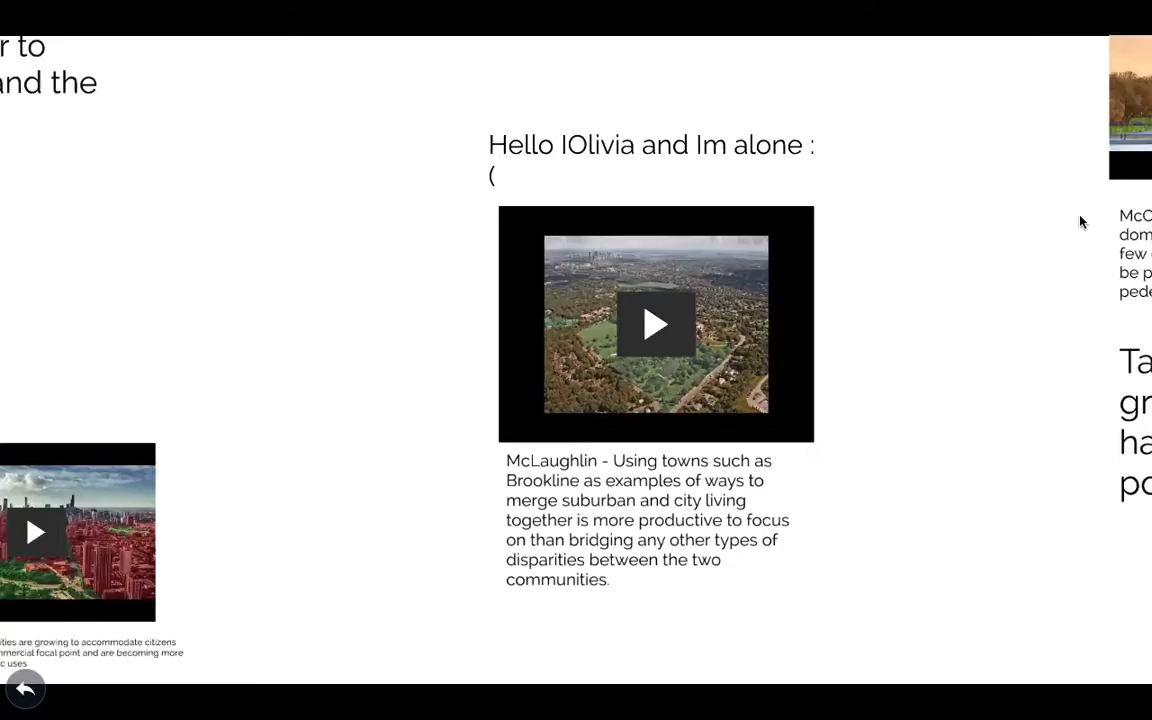 r to
and the
Hello IOlivia and Im alone :
(
McLaughlin - Using towns such as
Brookline as examples of ways to
merge suburban and city living
together is more productive to focus
on than bridging any other types of
disparities between the two
communities.
ities are growing to accommodate citizens
mmercial focal point and are becoming more
c uses
McC
dom
few
be p
pede
Ta
gr
ha
po